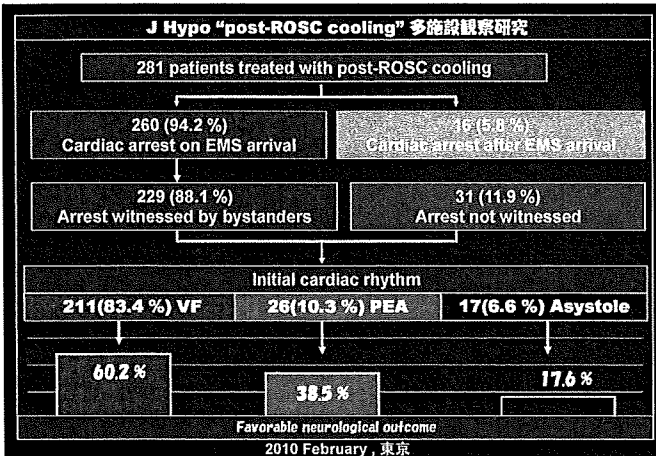 J Hypo “post-ROSC cooling” 多施設観察研究
281 patients treated with post-ROSC cooling
260 (94.2 %)
Cardiac arrest on EMS arrival
16 (5.8 %)
Cardiac arrest after EMS arrival
229 (88.1 %)
Arrest witnessed by bystanders
31 (11.9 %)
Arrest not witnessed
Initial cardiac rhythm
211(83.4 %) VF
26(10.3 %) PEA
17(6.6 %) Asystole
60.2 %
38.5 %
17.6 %
Favorable neurological outcome
2010 February , 東京